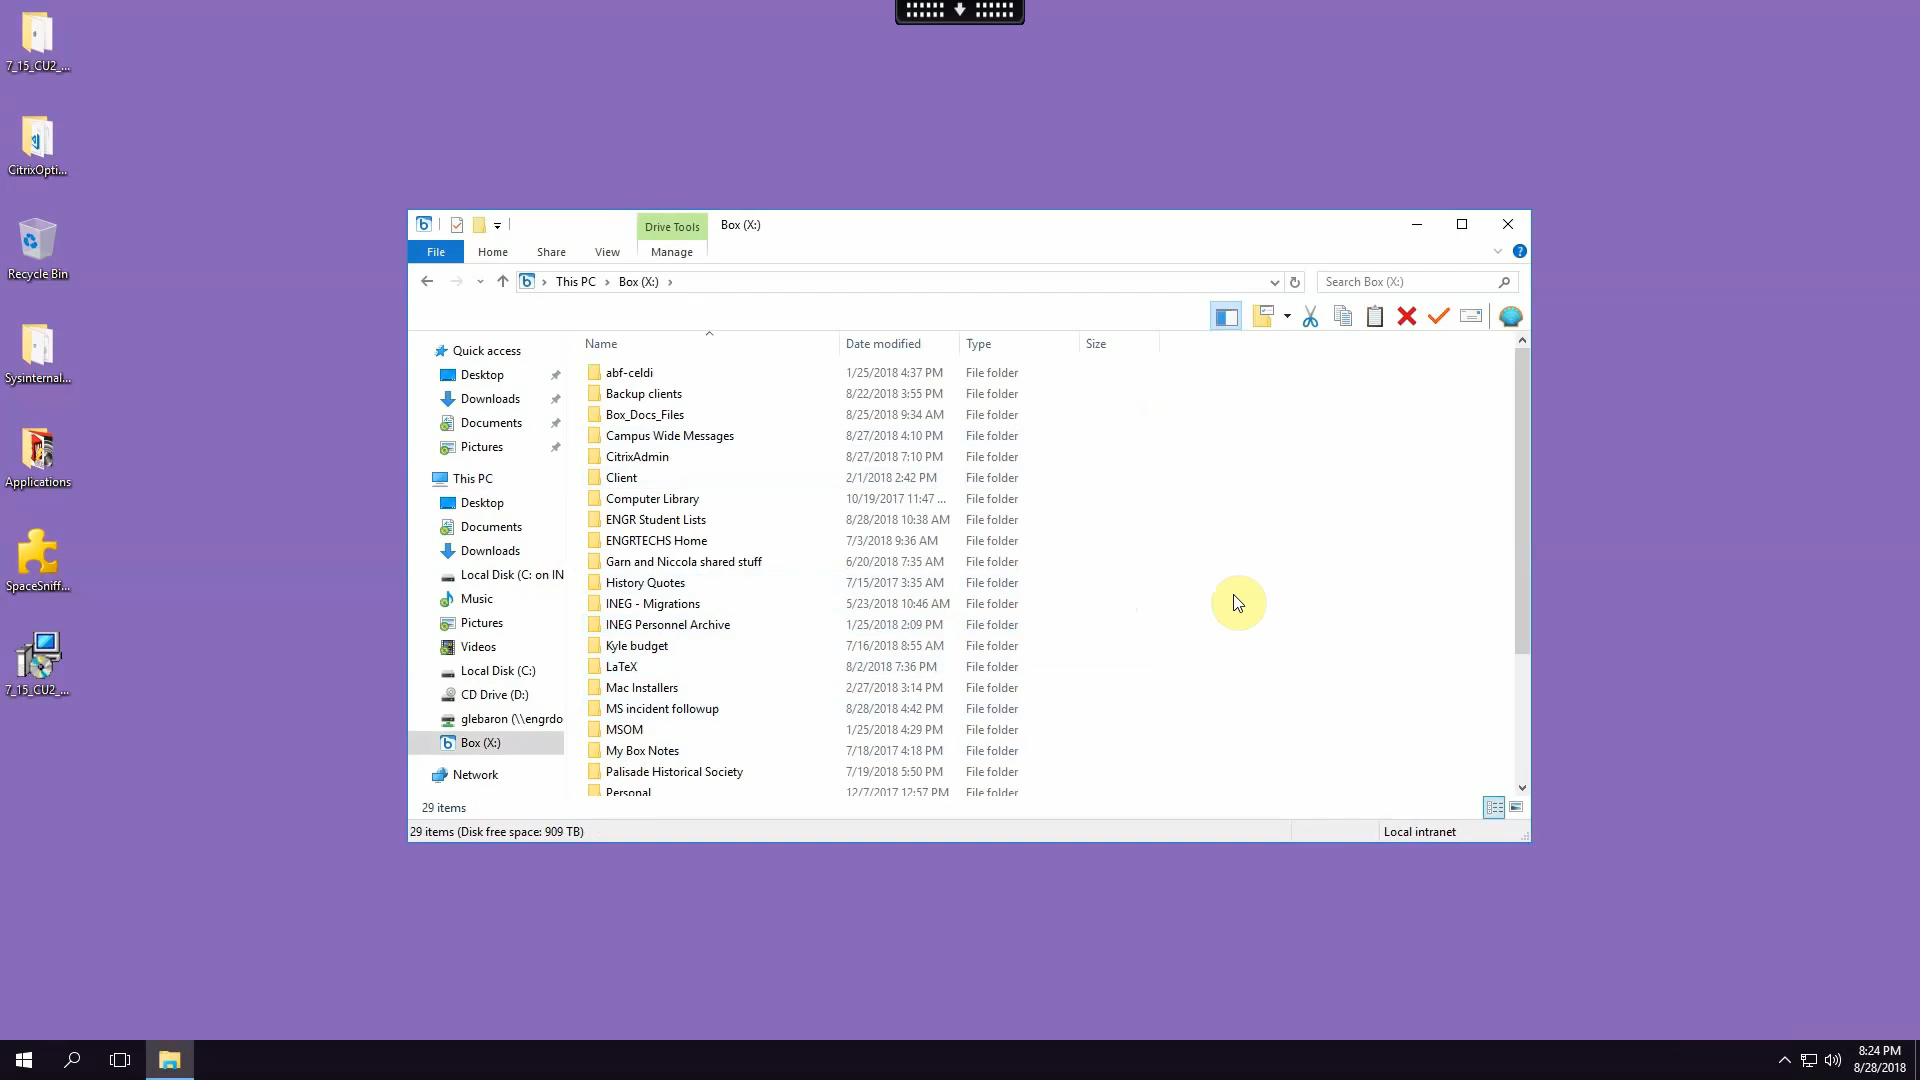 7_15_CU2_...
CitrixOpti...
Recycle Bin
Sysinternal...
Applications
SpaceSniff...
7_15_CU2_...
Drive Tools
Box (X:)
File
Home
Share
View
Manage
This PC
Box (X:)
Search Box (X:)
Quick access
Desktop
Downloads
Documents
Pictures
This PC
Desktop
Documents
Downloads
Local Disk (C: on IN
Music
Pictures
Videos
Local Disk (C:)
CD Drive (D:)
glebaron (\\engrdo
Box (X:)
Network
Name Date modified Type Size
abf-celdi 1/25/2018 4:37 PM File folder
Backup clients 8/22/2018 3:55 PM File folder
Box_Docs_Files 8/25/2018 9:34 AM File folder
Campus Wide Messages 8/27/2018 4:10 PM File folder
CitrixAdmin 8/27/2018 7:10 PM File folder
Client 2/1/2018 2:42 PM File folder
Computer Library 10/19/2017 11:47 ... File folder
ENGR Student Lists 8/28/2018 10:38 AM File folder
ENGRTECHS Home 7/3/2018 9:36 AM File folder
Garn and Niccola shared stuff 6/20/2018 7:35 AM File folder
History Quotes 7/15/2017 3:35 AM File folder
INEG - Migrations 5/23/2018 10:46 AM File folder
INEG Personnel Archive 1/25/2018 2:09 PM File folder
Kyle budget 7/16/2018 8:55 AM File folder
LaTeX 8/2/2018 7:36 PM File folder
Mac Installers 2/27/2018 3:14 PM File folder
MS incident followup 8/28/2018 4:42 PM File folder
MSOM 1/25/2018 4:29 PM File folder
My Box Notes 7/18/2017 4:18 PM File folder
Palisade Historical Society 7/19/2018 5:50 PM File folder
Personal 12/7/2017 12:57 PM File folder
29 items
29 items (Disk free space: 909 TB)
Local intranet
8:24 PM
8/28/2018